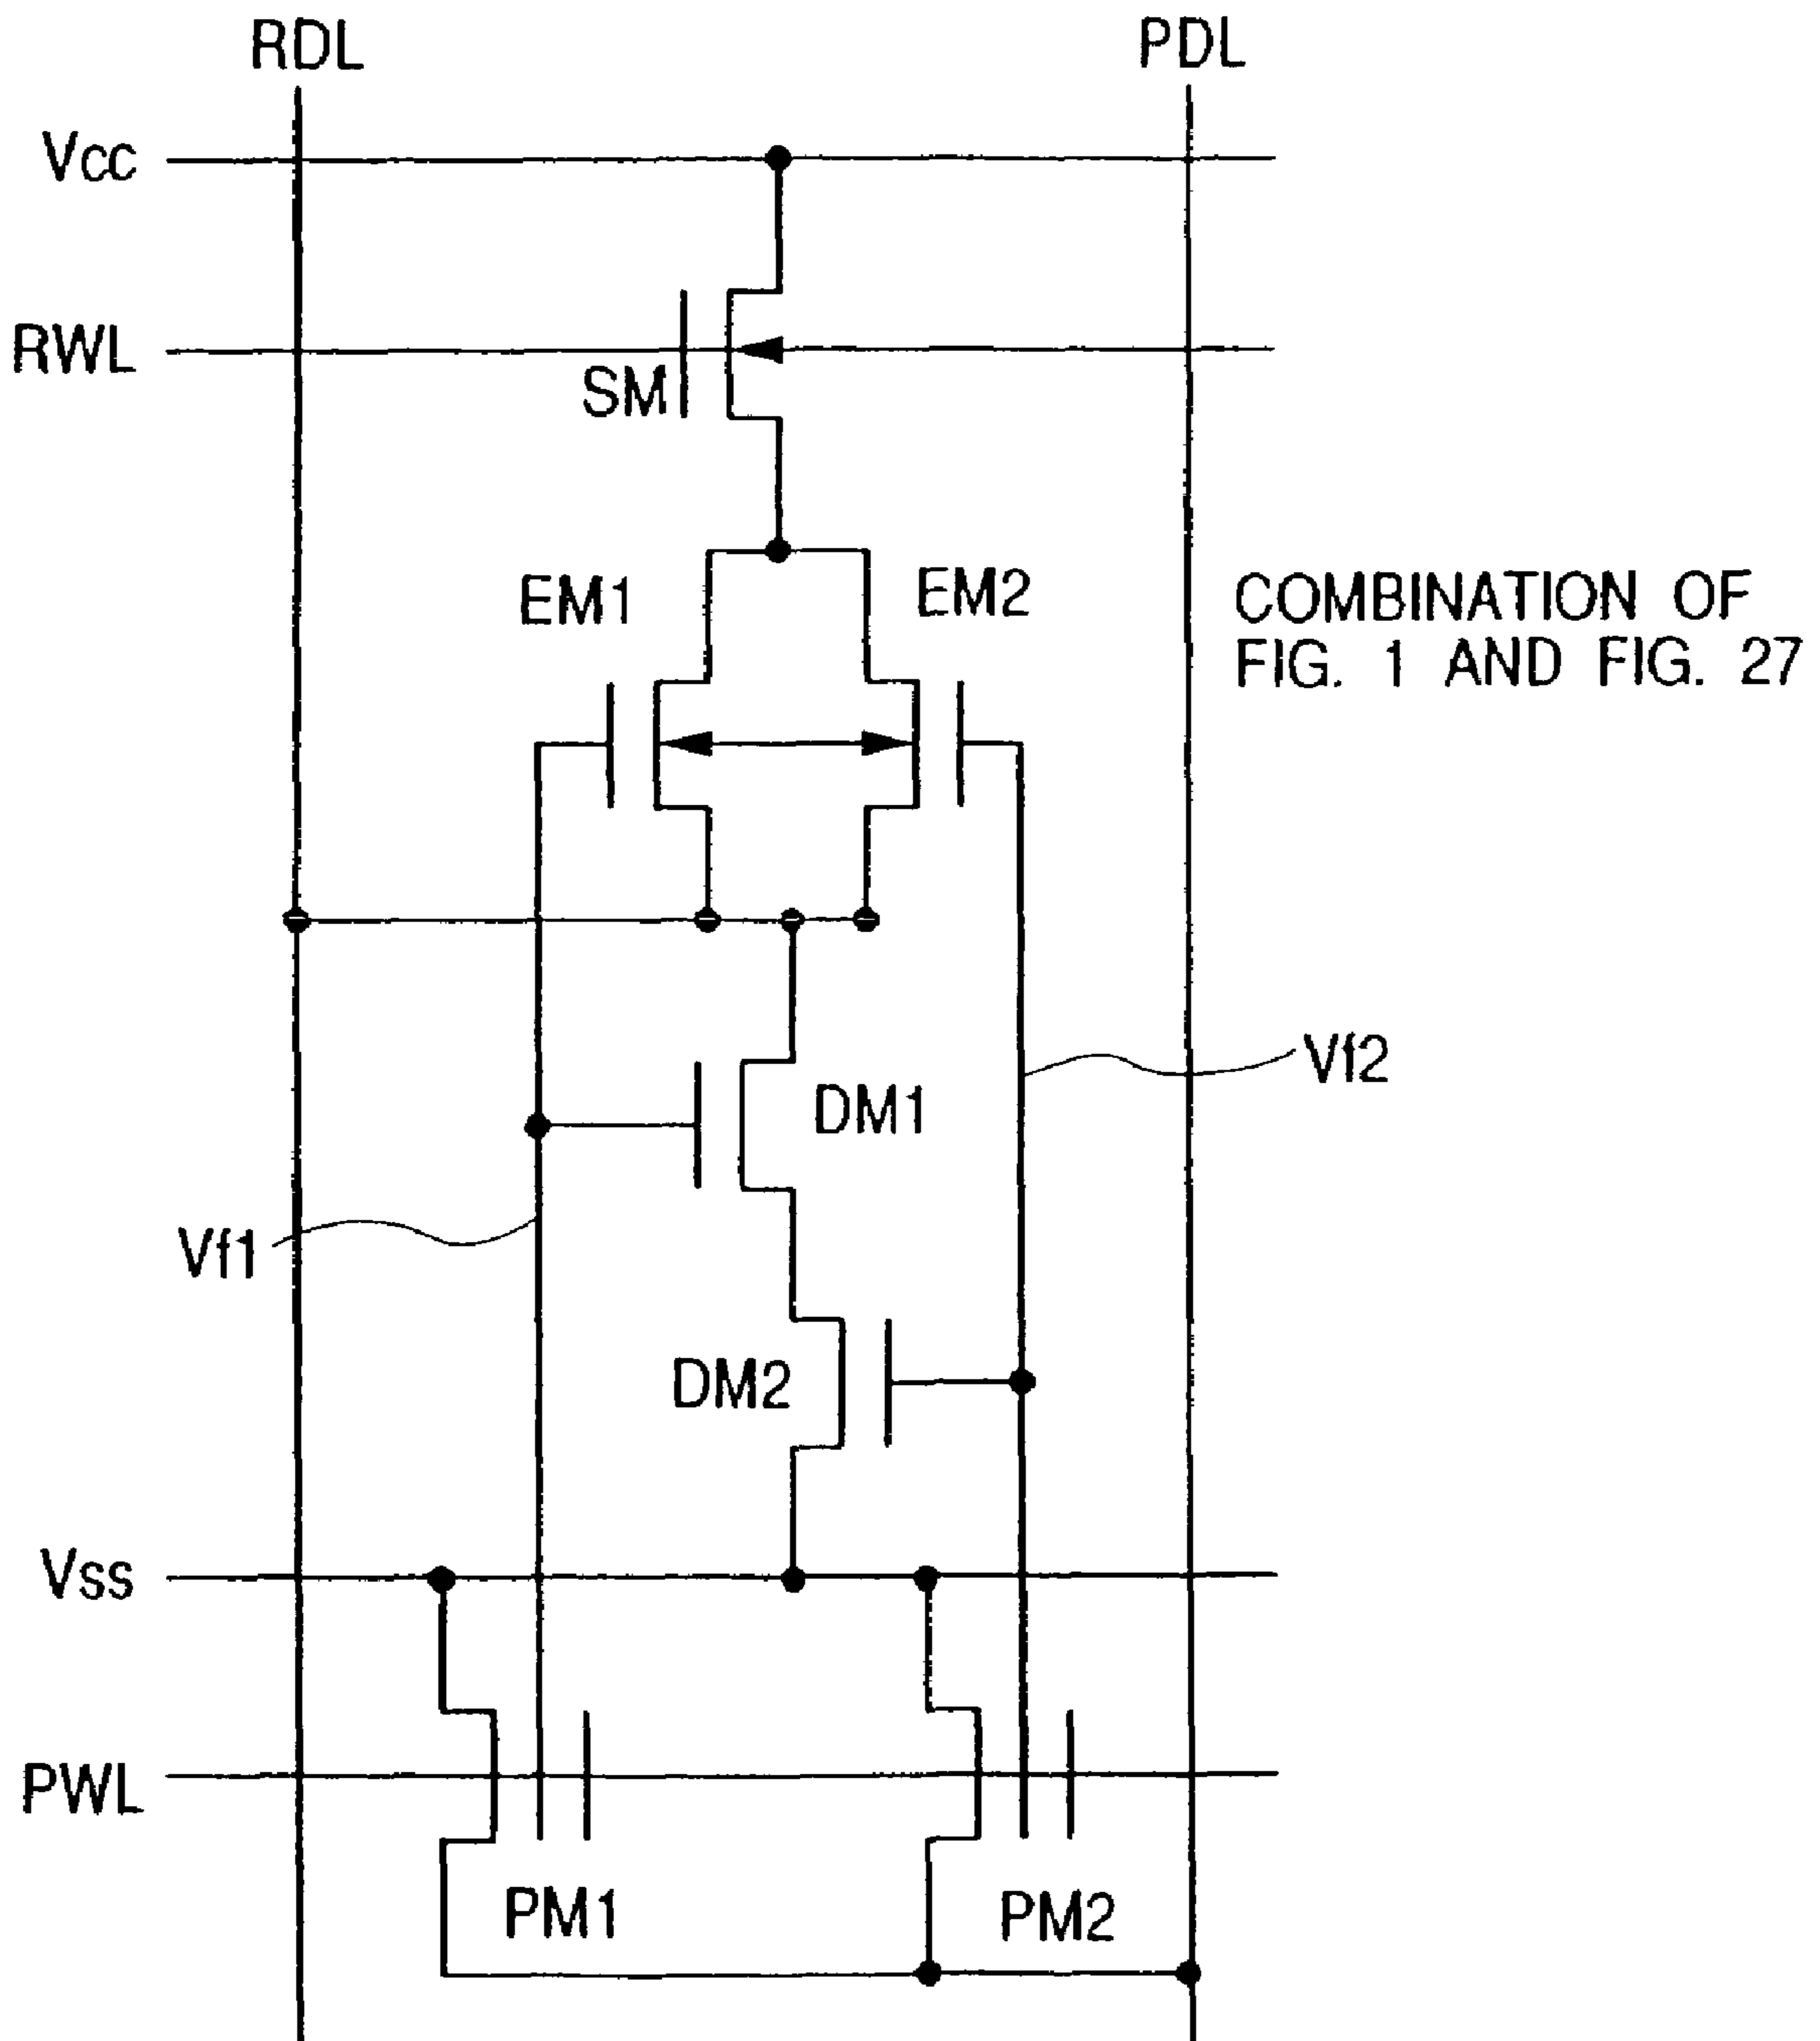 RDL
PDL
Vcc
RWL
SM
EM1
EM2
COMBINATION OF
FIG. 1 AND FIG. 27
DM1
Vf2
Vf1
DM2
Vss
PWL
PM1
PM2